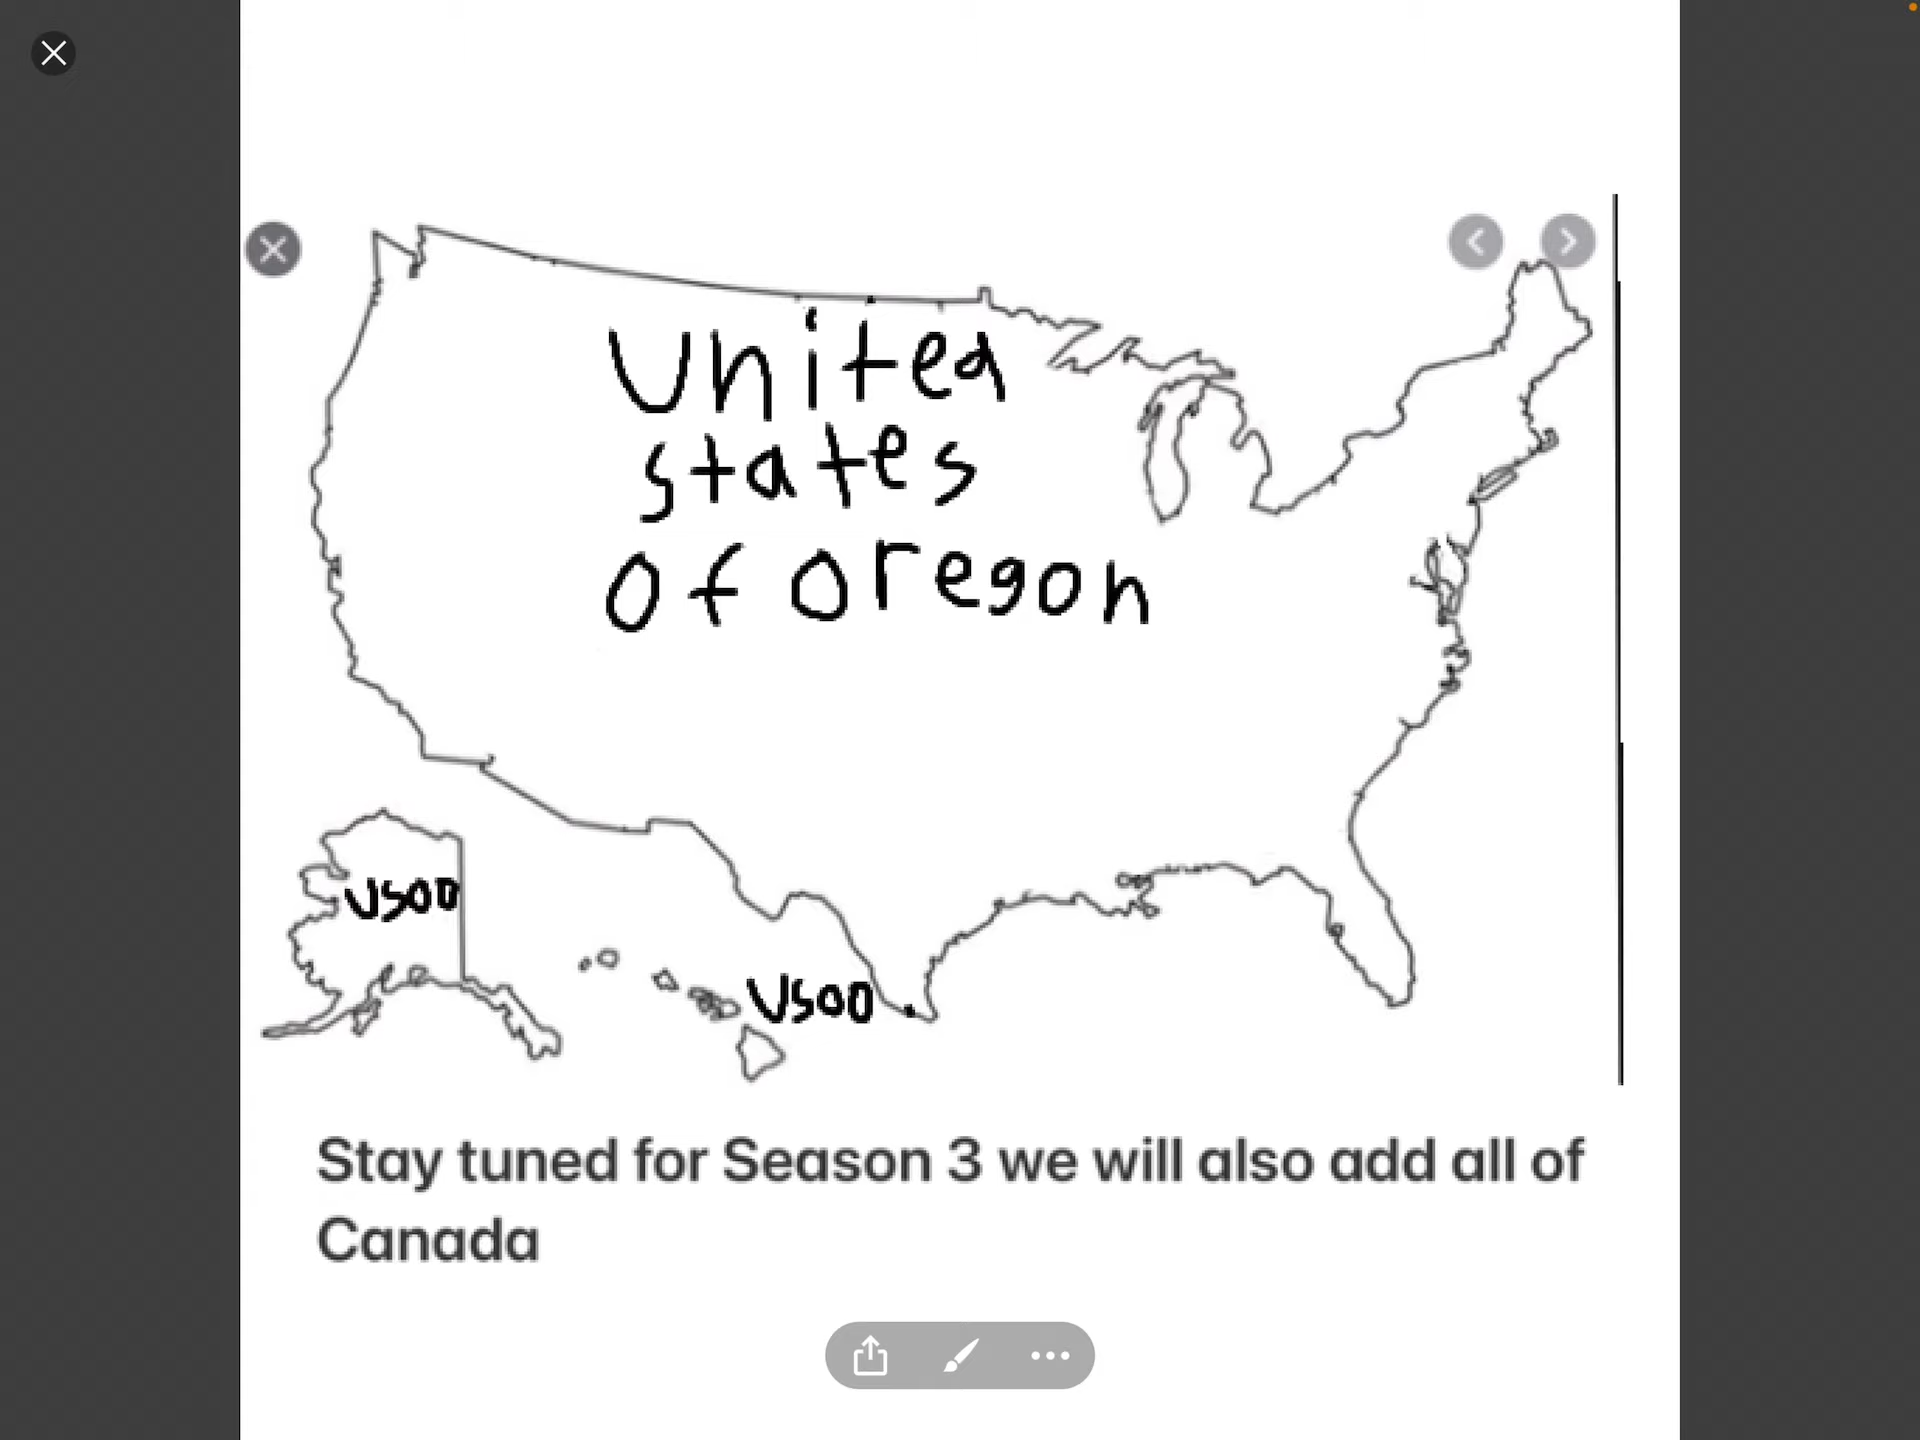 United
states
of oregon
USOO
USOO
Stay tuned for Season 3 we will also add all of
Canada